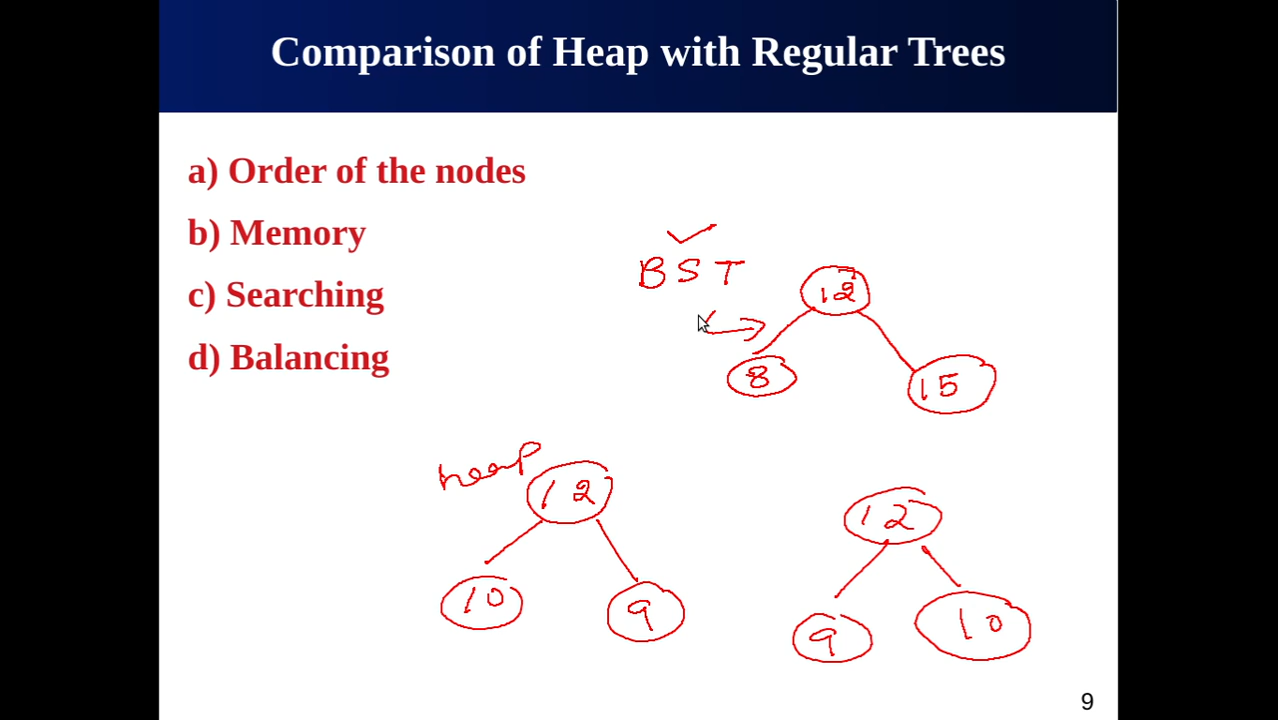 Comparison of Heap with Regular Trees
a) Order of the nodes
b) Memory
c) Searching
d) Balancing
BST
12
8
15
heap
12
10
9
12
9
10
9